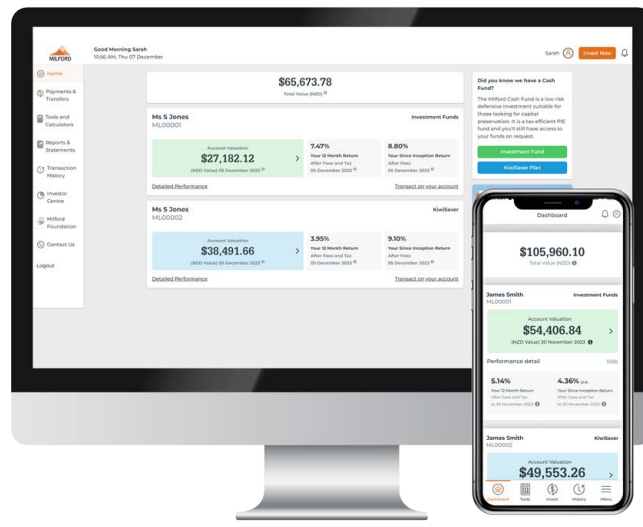 MILFORD
Good Morning Sarah
10:56 AM, Thu 07 December
Sarah
Invest Now
Home
Payments &
Transfers
Tools and
Calculators
Reports &
Statements
Transaction
History
Investor
Centre
Milford
Foundation
Contact Us
Logout
$65,673.78
Total Value (NZD)
Ms S Jones
ML00001
Investment Funds
Account Valuation
$27,182.12
(NZD Value) 05 December 2023
7.47%
Your 12 Month Return
After Fees and Tax
05 December 2023
8.80%
Your Since Inception Return
After Fees
05 December 2023
Detailed Performance
Transact on your account
Ms S Jones
ML00002
KiwiSaver
Account Valuation
$38,491.66
(NZD Value) 05 December 2023
3.95%
Your 12 Month Return
After Fees and Tax
05 December 2023
9.10%
Your Since Inception Return
After Fees
05 December 2023
Detailed Performance
Transact on your account
Did you know we have a Cash
Fund?
The Milford Cash Fund is a low risk
defensive investment suitable for
those looking for capital
preservation. It is a tax efficient PIE
fund and you'll still have access to
your funds on request.
Investment Fund
KiwiSaver Plan
Dashboard
$105,960.10
Total Value (NZD)
James Smith
ML00001
Investment Funds
Account Valuation
$54,406.84
(NZD Value) 30 November 2023
Performance detail
Hide
5.14%
Your 12 Month Return
After Fees and Tax
to 30 November 2023
4.36% p.a.
Your Since Inception Return
After Fees and Tax
to 30 November 2023
James Smith
ML00002
KiwiSaver
Account Valuation
$49,553.26
Dashboard
Tools
Invest
History
Menu